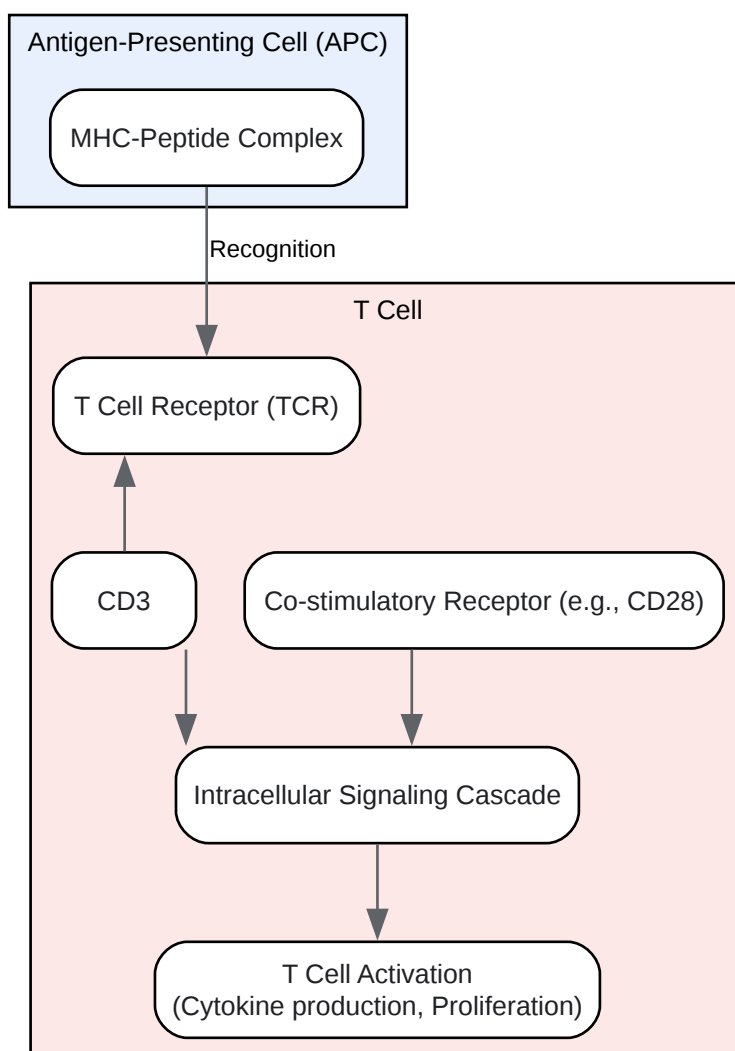 Antigen-Presenting Cell (APC)
MHC-Peptide Complex
Recognition
T Cell
T Cell Receptor (TCR)
CD3
Co-stimulatory Receptor (e.g., CD28)
Intracellular Signaling Cascade
T Cell Activation
(Cytokine production, Proliferation)